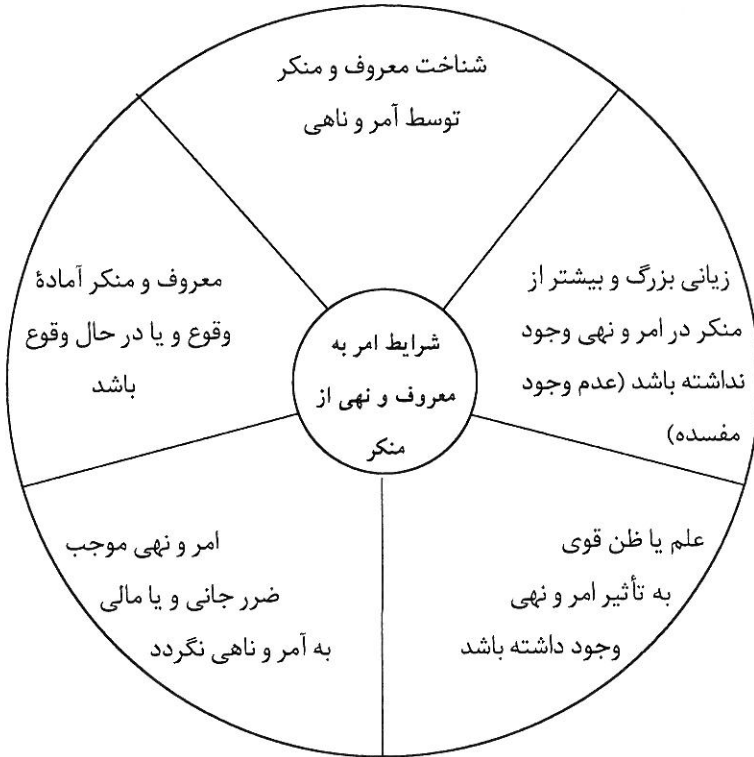 شناخت معروف و منکر
توسط آمر و ناهی
زیانی بزرگ و بیشتر از
منکر در امر و نهی وجود
نداشته باشد (عدم وجود
مفسده)
معروف و منکر آمادهٔ
وقوع و یا در حال وقوع
باشد
شرایط امر به
معروف و نهی از
منکر
علم یا ظن قوی
به تأثیر امر و نهی
وجود داشته باشد
امر و نهی موجب
ضرر جانی و یا مالی
به آمر و ناهی نگردد